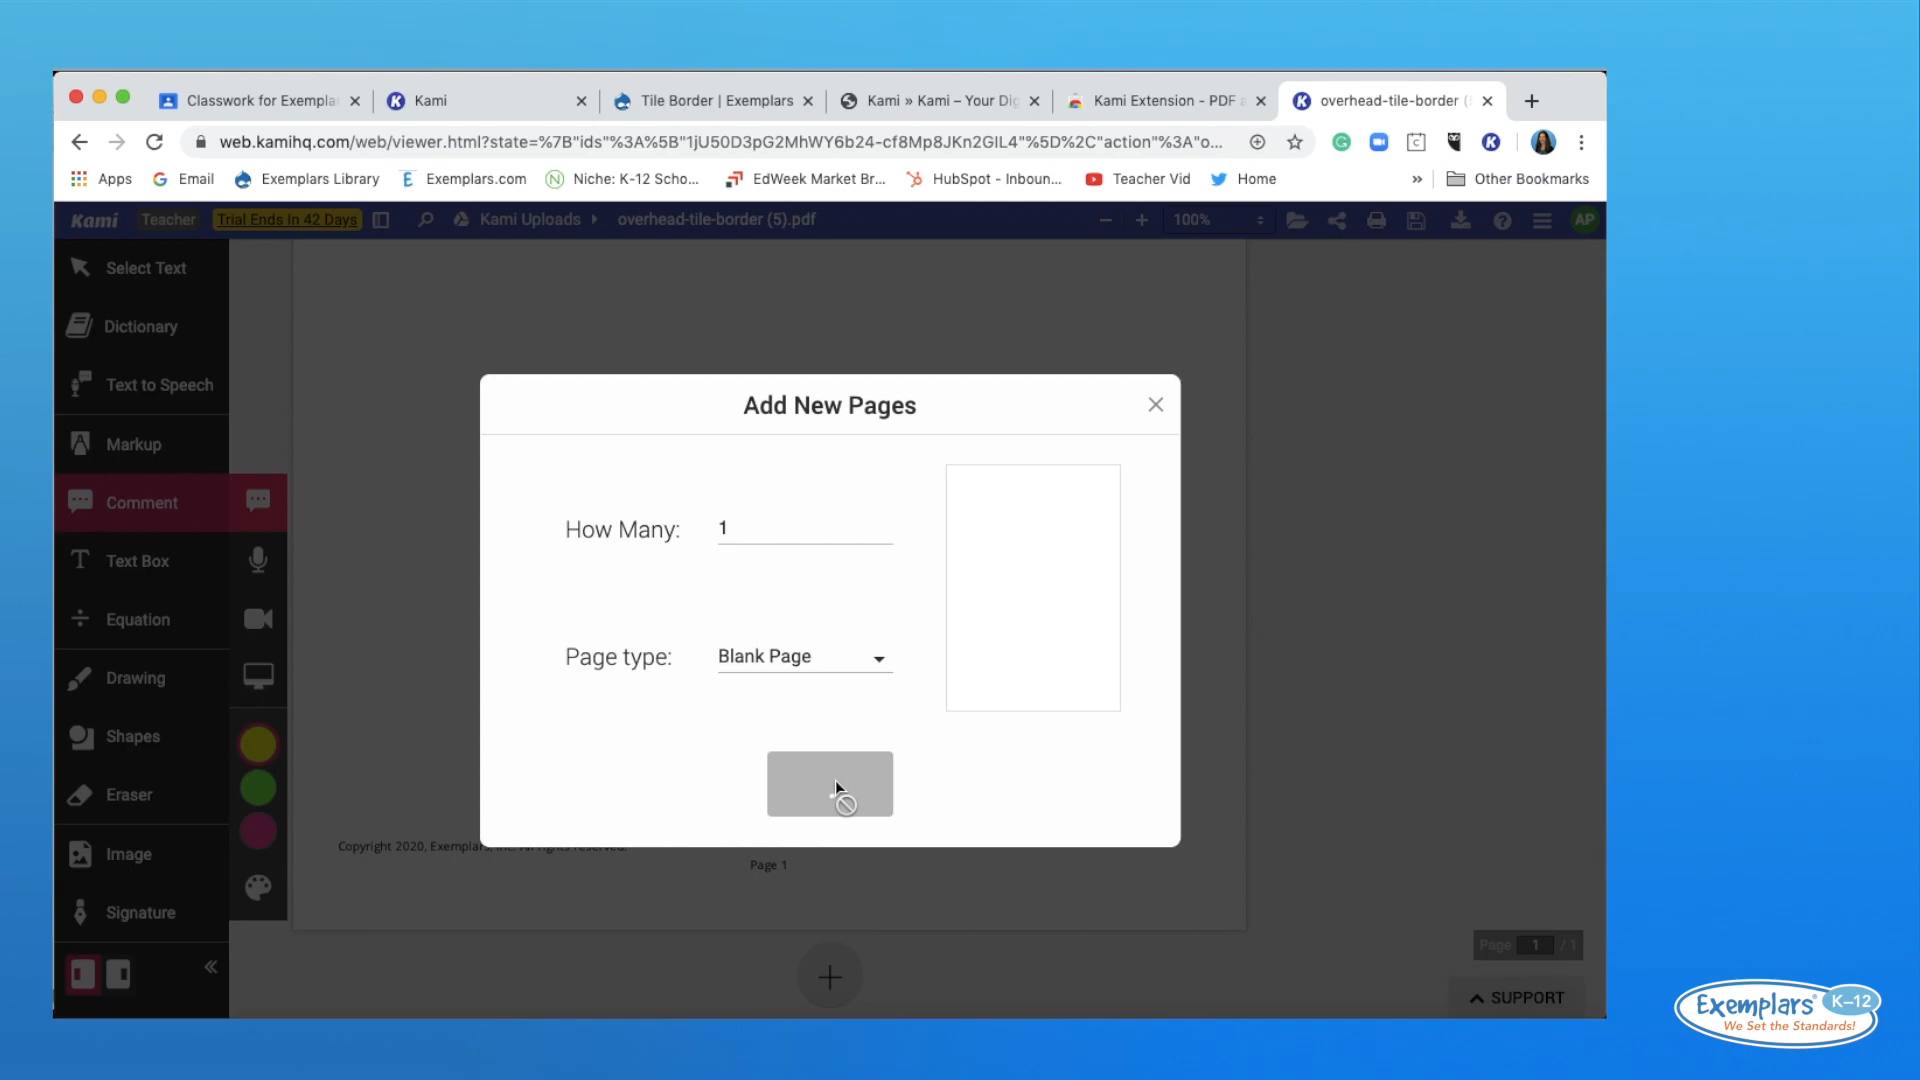 Classwork for Exempla
Kami
Tile Border | Exemplars
Kami » Kami – Your Dig
Kami Extension - PDF a
overhead-tile-border (
web.kamihq.com/web/viewer.html?state=%7B"ids"%3A%5B"1jU50D3pG2MhWY6b24-cf8Mp8JKn2GIL4"%5D%2C"action"%3A"o...
Apps
Email
Exemplars Library
Exemplars.com
Niche: K-12 Scho...
EdWeek Market Br...
HubSpot - Inboun...
Teacher Vid
Home
»
Other Bookmarks
Kami
Teacher
Trial Ends In 42 Days
Kami Uploads
overhead-tile-border (5).pdf
100%
AP
Select Text
Dictionary
Text to Speech
Markup
Comment
Text Box
Equation
Drawing
Shapes
Eraser
Image
Signature
Add New Pages
How Many: 1
Page type: Blank Page
Copyright 2020, Exemplars, Inc. All rights reserved.
Page 1
Page 1 / 1
SUPPORT
Exemplars® K–12
We Set the Standards!